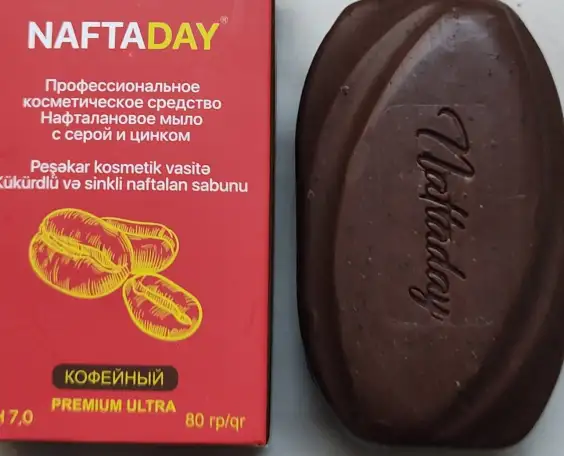 NAFTADAY®
Профессиональное
косметическое средство
Нафталановое мыло
с серой и цинком
Peşəkar kosmetik vasitə
Kükürdlü və sinkli naftalan sabunu
КОФЕЙНЫЙ
PREMIUM ULTRA
H 7,0
80 гр/qr
Naftaday